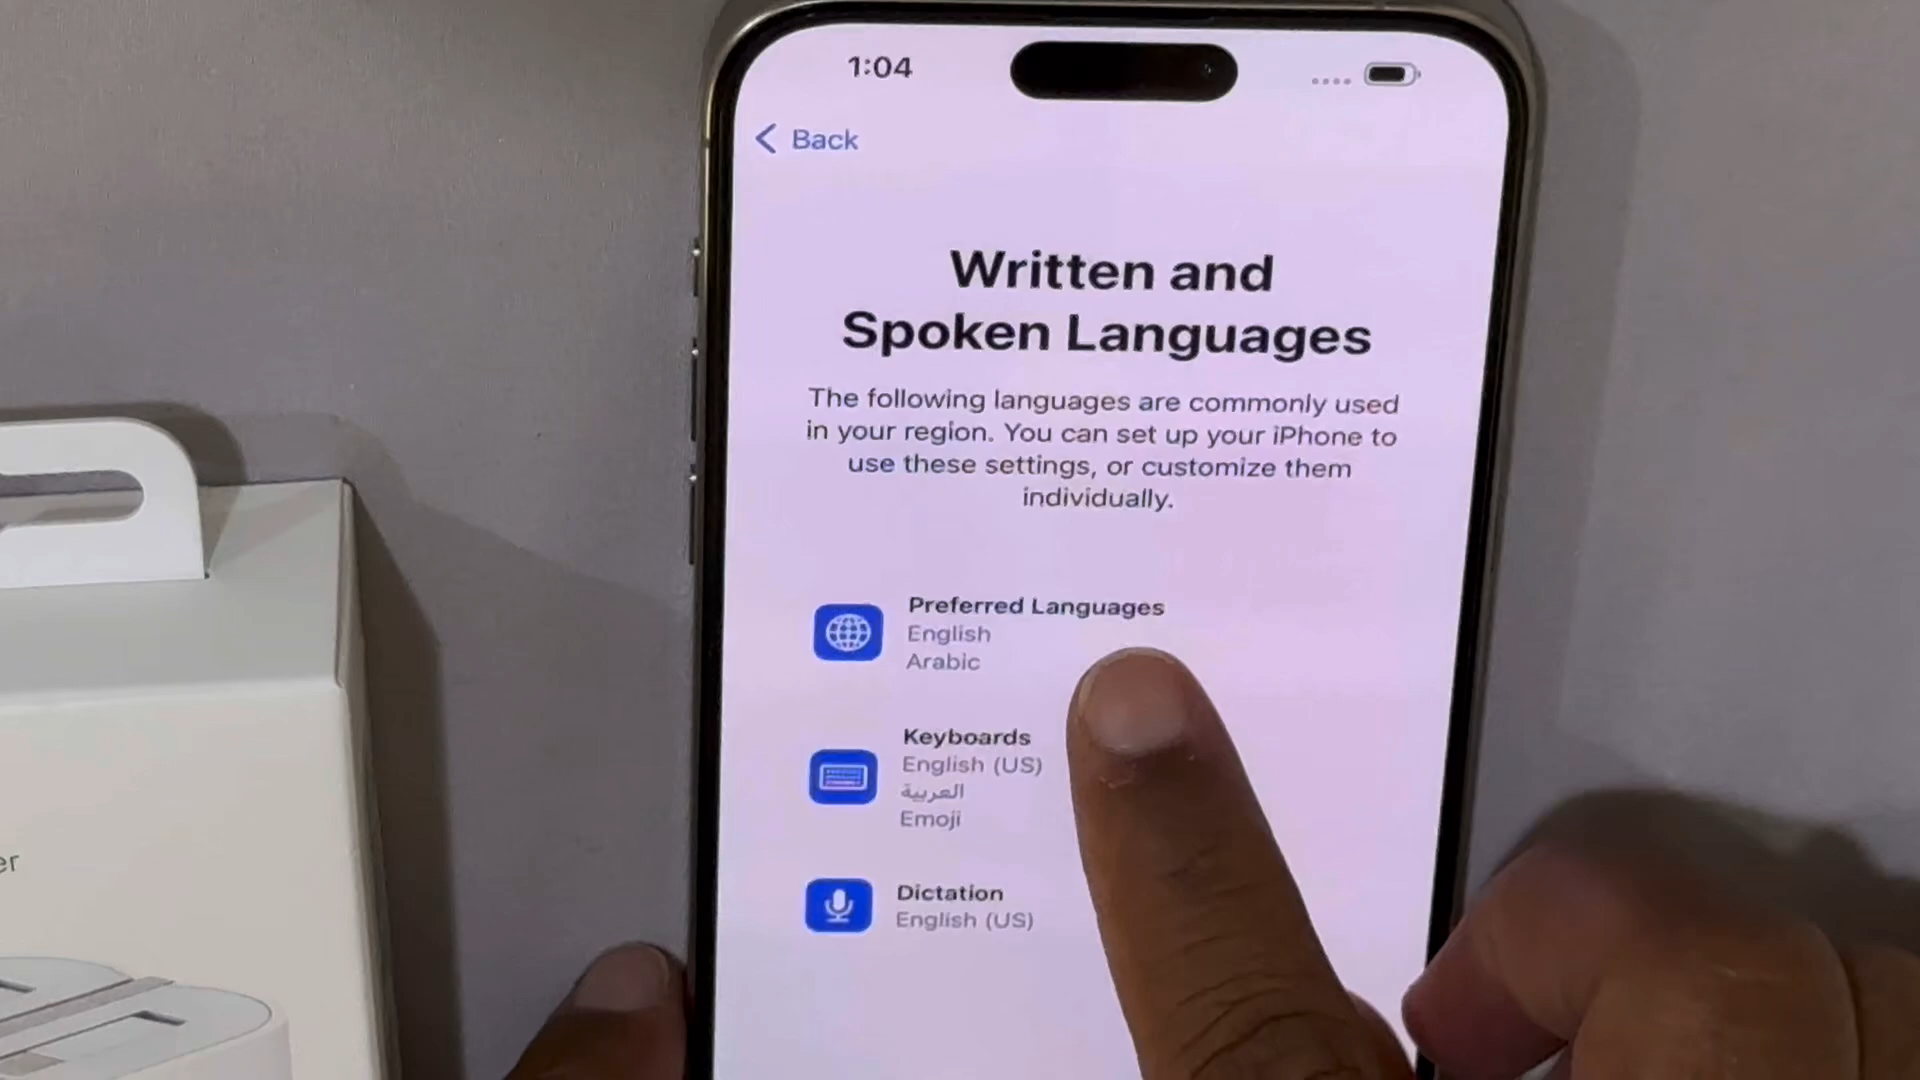 1:04
Back
Written and
Spoken Languages
The following languages are commonly used
in your region. You can set up your iPhone to
use these settings, or customize them
individually.
Preferred Languages
English
Arabic
Keyboards
English (US)
العربية
Emoji
Dictation
English (US)
er